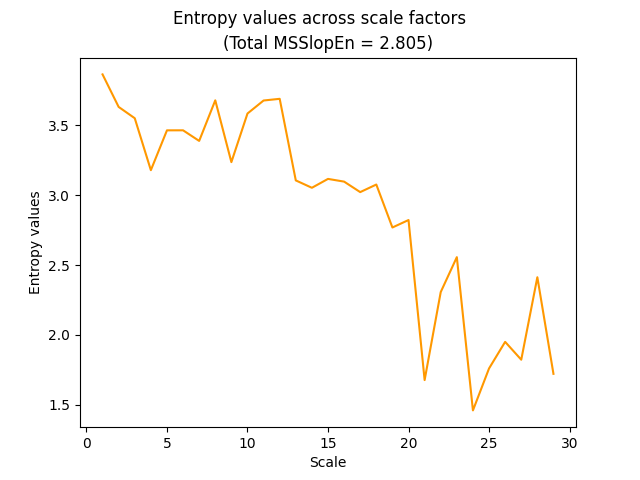 Entropy values across scale factors
(Total MSSlopEn = 2.805)
Entropy values
3.5
3.0
2.5
2.0
1.5
0 5 10 15 20 25 30
Scale